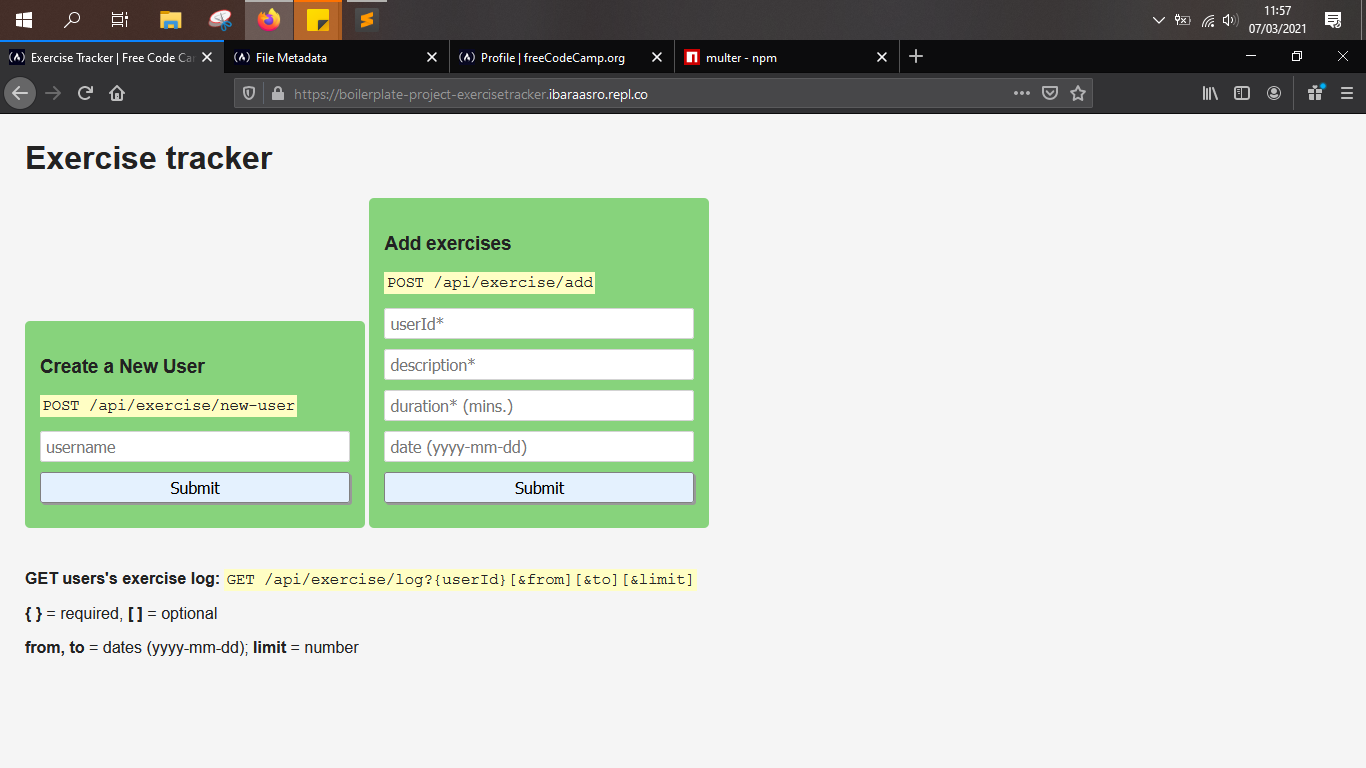 11:57
07/03/2021
Exercise Tracker | Free Code Ca
File Metadata
Profile | freeCodeCamp.org
multer - npm
https://boilerplate-project-exercisetracker.ibaraasro.repl.co
Exercise tracker
Create a New User
POST /api/exercise/new-user
username
Submit
Add exercises
POST /api/exercise/add
userId*
description*
duration* (mins.)
date (yyyy-mm-dd)
Submit
GET users's exercise log: GET /api/exercise/log?{userId}[&from][&to][&limit]
{ } = required, [ ] = optional
from, to = dates (yyyy-mm-dd); limit = number